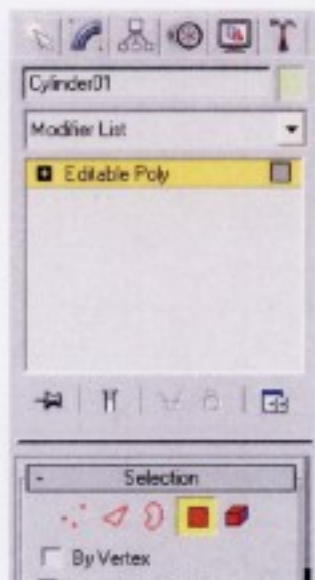 Cylinder01
Modifier List
Editable Poly
- Selection
By Vertex